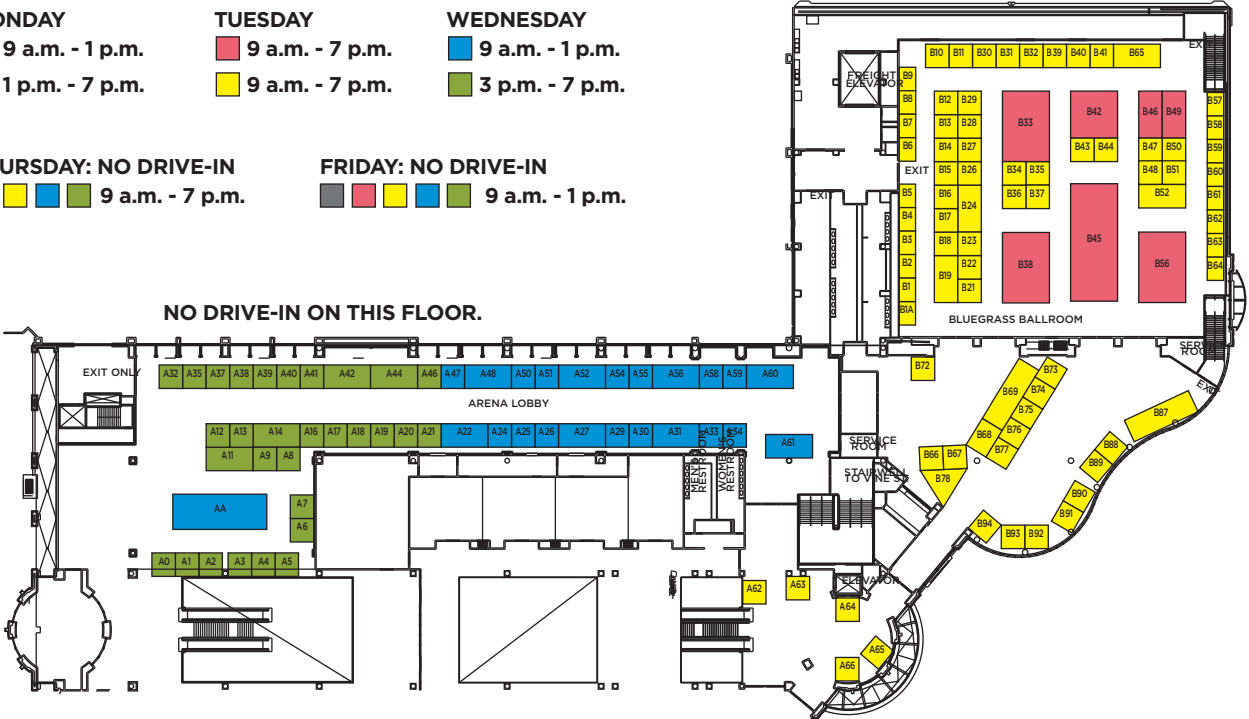 ONDAY TUESDAY WEDNESDAY
9 a.m. - 1 p.m. 9 a.m. - 7 p.m. 9 a.m. - 1 p.m.
1 p.m. - 7 p.m. 9 a.m. - 7 p.m. 3 p.m. - 7 p.m.
URSDAY: NO DRIVE-IN FRIDAY: NO DRIVE-IN
9 a.m. - 7 p.m. 9 a.m. - 1 p.m.
NO DRIVE-IN ON THIS FLOOR.
B10 B11 B30 B31 B32 B39 B40 B41 B65
EXIT
FREIGHT
ELEVATOR
B9
B8 B12 B29 B33 B42 B46 B49 B57
B7 B13 B28 B58
B6 B14 B27 B43 B44 B47 B50 B59
EXIT B15 B26 B34 B35 B48 B51 B60
EXIT
B5 B16 B24 B36 B37 B52 B61
B4 B17 B45 B62
B3 B18 B23 B63
B2 B19 B22 B38 B56 B64
B1 B21
B1A
BLUEGRASS BALLROOM
SERVICE
ROOM
EXIT
EXIT ONLY
A32 A35 A37 A38 A39 A40 A41 A42 A44 A46 A47 A48 A50 A51 A52 A54 A55 A56 A58 A59 A60
ARENA LOBBY
A12 A13 A14 A16 A17 A18 A19 A20 A21 A22 A24 A25 A26 A27 A29 A30 A31 A33 A34
A11 A9 A8
A61
MEN'S
RESTROOM
WOMEN'S
RESTROOM
SERVICE
ROOM
STAIRWELL
TO VINE ST.
AA
A7
A6
A0 A1 A2 A3 A4 A5
B72 B73
B69 B74
B75
B68 B76
B77
B66 B67
B78
B87
B88
B89
B90
B91
B94 B93 B92
ELEVATOR
A62 A63
A64
A65
A66